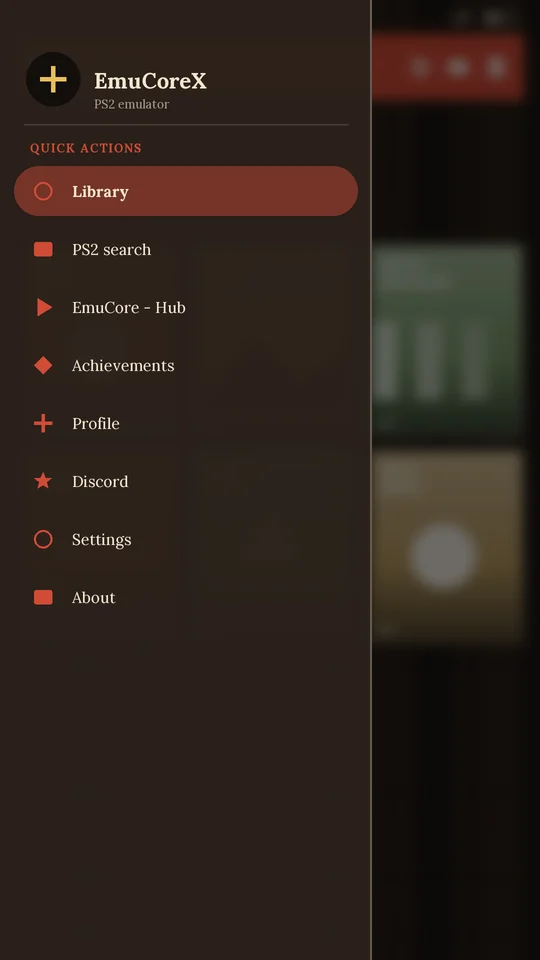 EmuCoreX
PS2 emulator
QUICK ACTIONS
Library
PS2 search
EmuCore - Hub
Achievements
Profile
Discord
Settings
About